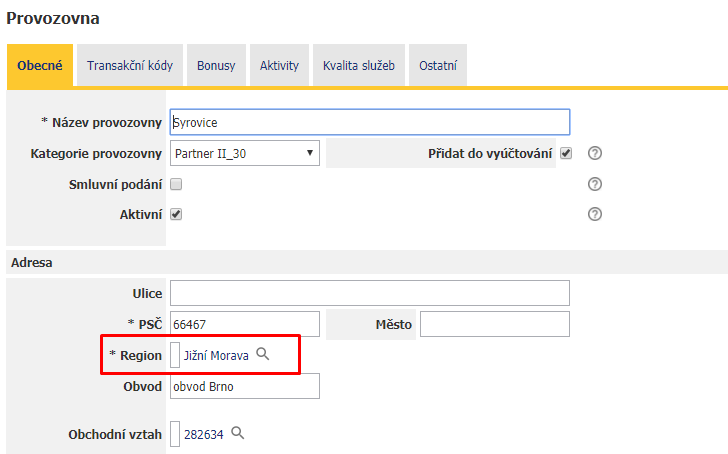 Provozovna
Obecné Transakční kódy Bonusy Aktivity Kvalita služeb Ostatní
* Název provozovny Syrovice
Kategorie provozovny Partner II_30 Přidat do vyúčtování ?
Smluvní podání ?
Aktivní ?
Adresa
Ulice
* PSČ 66467 Město
* Region Jižní Morava
Obvod obvod Brno
Obchodní vztah 282634